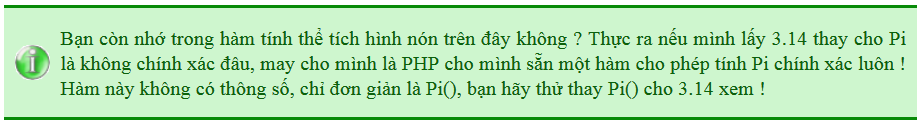 Bạn còn nhớ trong hàm tính thể tích hình nón trên đây không ? Thực ra nếu mình lấy 3.14 thay cho Pi
là không chính xác đâu, may cho mình là PHP cho mình sẵn một hàm cho phép tính Pi chính xác luôn !
Hàm này không có thông số, chỉ đơn giản là Pi(), bạn hãy thử thay Pi() cho 3.14 xem !